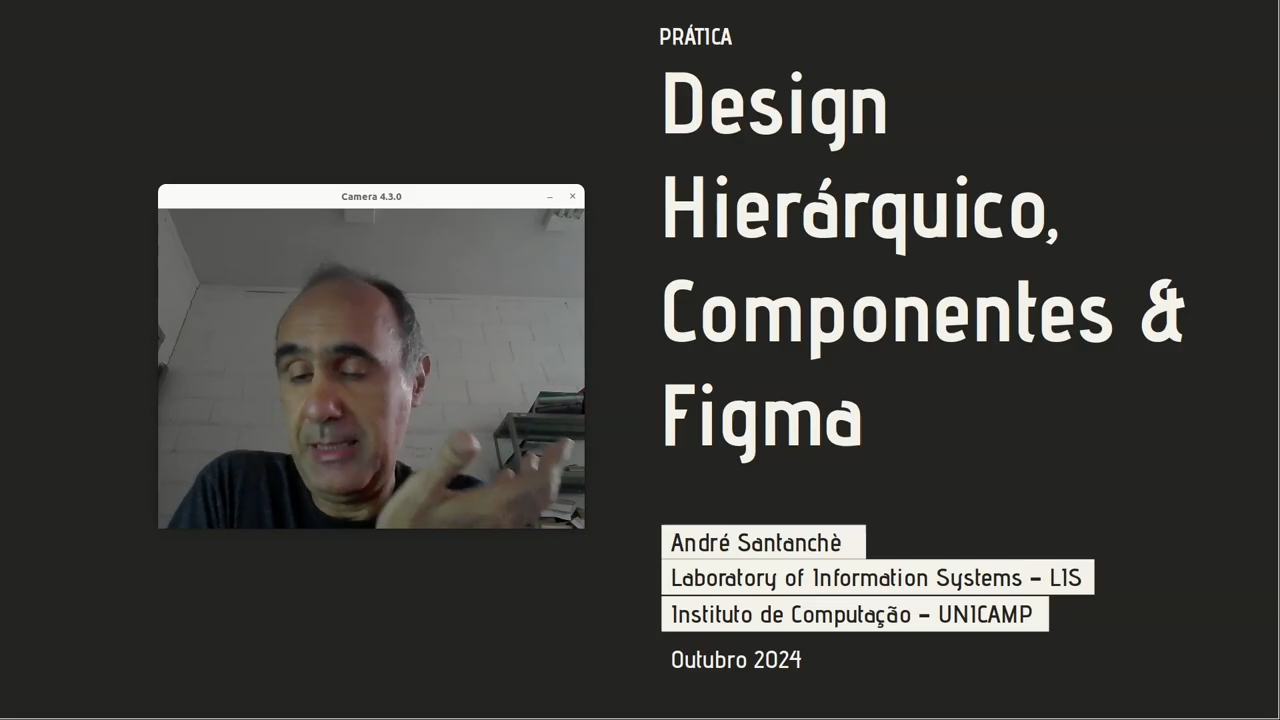 PRÁTICA
Design
Hierárquico,
Componentes &
Figma
Camera 4.3.0
André Santanchè
Laboratory of Information Systems – LIS
Instituto de Computação – UNICAMP
Outubro 2024